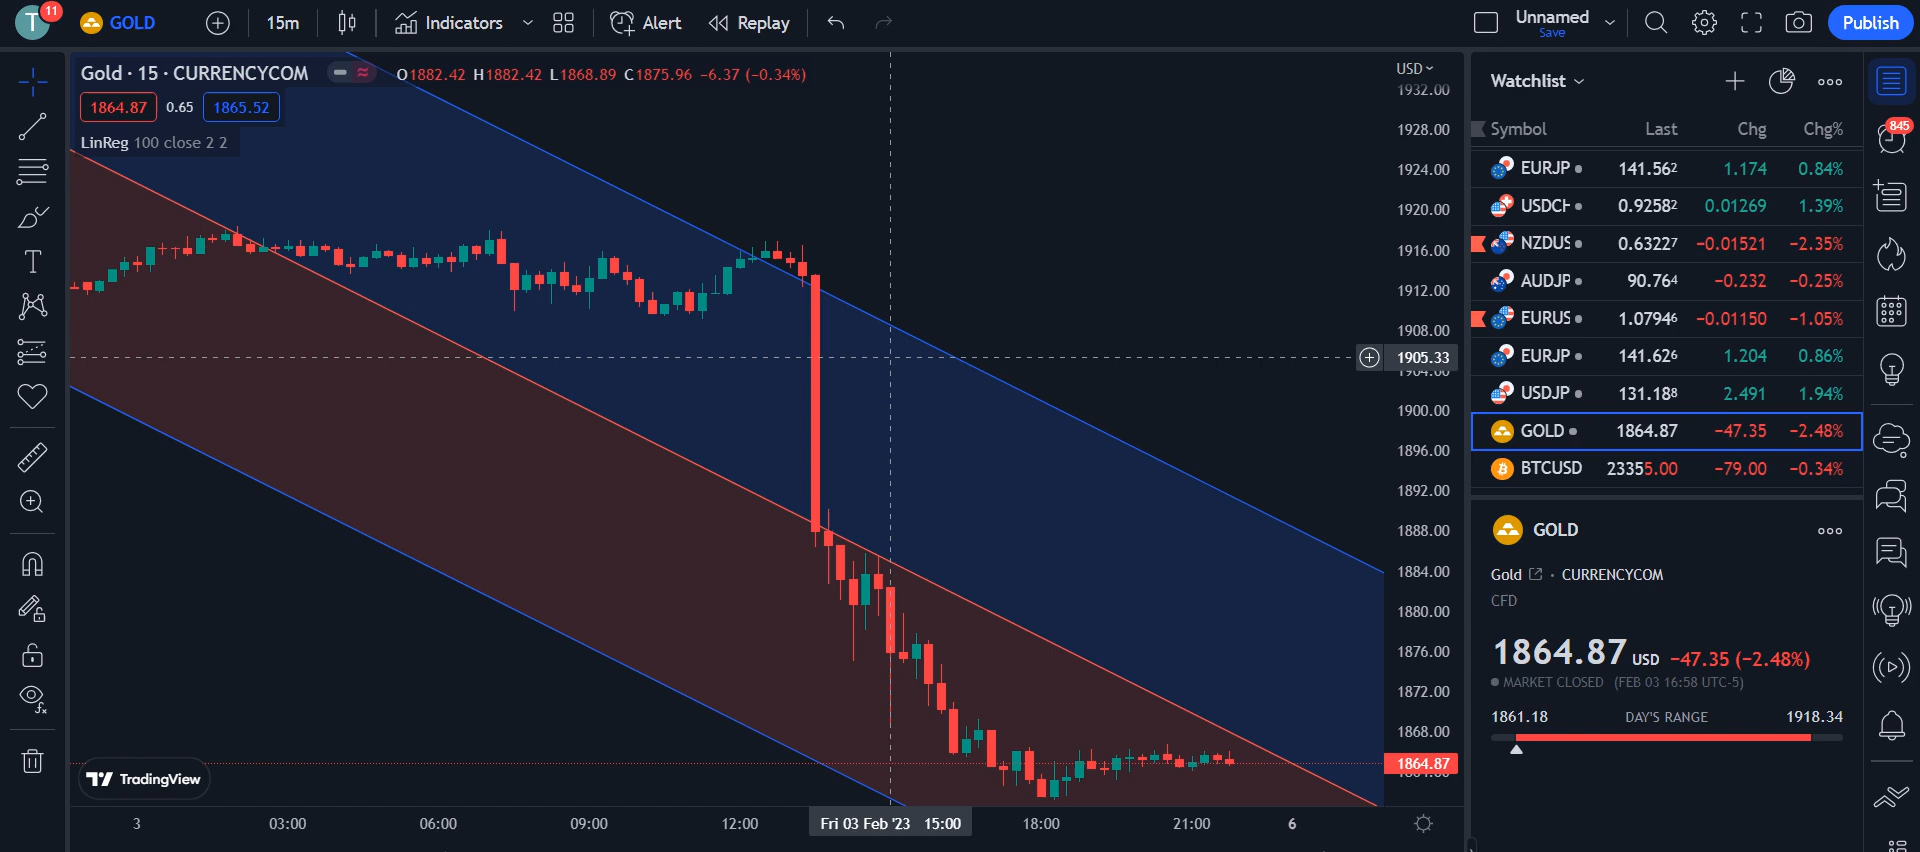 T 11 GOLD 15m Indicators Alert Replay Unnamed Save Publish
Gold · 15 · CURRENCYCOM O1882.42 H1882.42 L1868.89 C1875.96 −6.37 (−0.34%)
1864.87 0.65 1865.52
LinReg 100 close 2 2
USD
1932.00
1928.00
1924.00
1920.00
1916.00
1912.00
1908.00
1905.33
1900.00
1896.00
1892.00
1888.00
1884.00
1880.00
1876.00
1872.00
1868.00
1864.87
TradingView
3 03:00 06:00 09:00 12:00 Fri 03 Feb '23 15:00 18:00 21:00 6
Watchlist
Symbol Last Chg Chg%
EURJP 141.562 1.174 0.84%
USDCH 0.92582 0.01269 1.39%
NZDUS 0.63227 −0.01521 −2.35%
AUDJP 90.764 −0.232 −0.25%
EURUS 1.07946 −0.01150 −1.05%
EURJP 141.626 1.204 0.86%
USDJP 131.188 2.491 1.94%
GOLD 1864.87 −47.35 −2.48%
BTCUSD 23355.00 −79.00 −0.34%
GOLD
Gold · CURRENCYCOM
CFD
1864.87 USD −47.35 (−2.48%)
MARKET CLOSED (FEB 03 16:58 UTC-5)
1861.18 DAY'S RANGE 1918.34
845